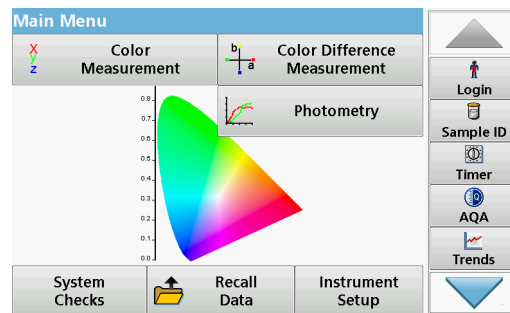 Main Menu
X
y
z
Color
Measurement
b
a
Color Difference
Measurement
Photometry
0.8
0.7
0.6
0.5
0.4
0.3
0.2
0.1
0.0
System
Checks
Recall
Data
Instrument
Setup
Login
Sample ID
Timer
AQA
Trends